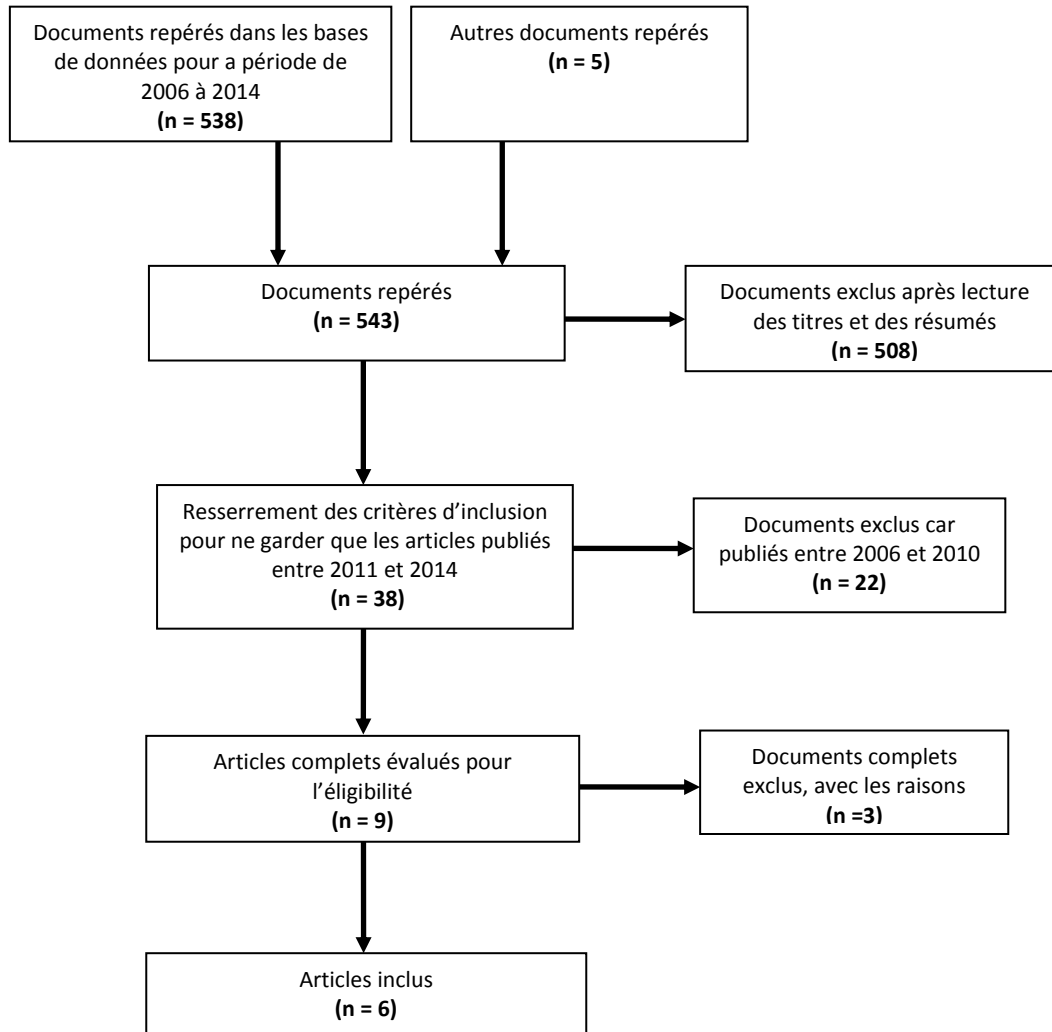 Documents repérés dans les bases
de données pour a période de
2006 à 2014
(n = 538)
Autres documents repérés
(n = 5)
Documents repérés
(n = 543)
Documents exclus après lecture
des titres et des résumés
(n = 508)
Resserrement des critères d’inclusion
pour ne garder que les articles publiés
entre 2011 et 2014
(n = 38)
Documents exclus car
publiés entre 2006 et 2010
(n = 22)
Articles complets évalués pour
l’éligibilité
(n = 9)
Documents complets
exclus, avec les raisons
(n =3)
Articles inclus
(n = 6)